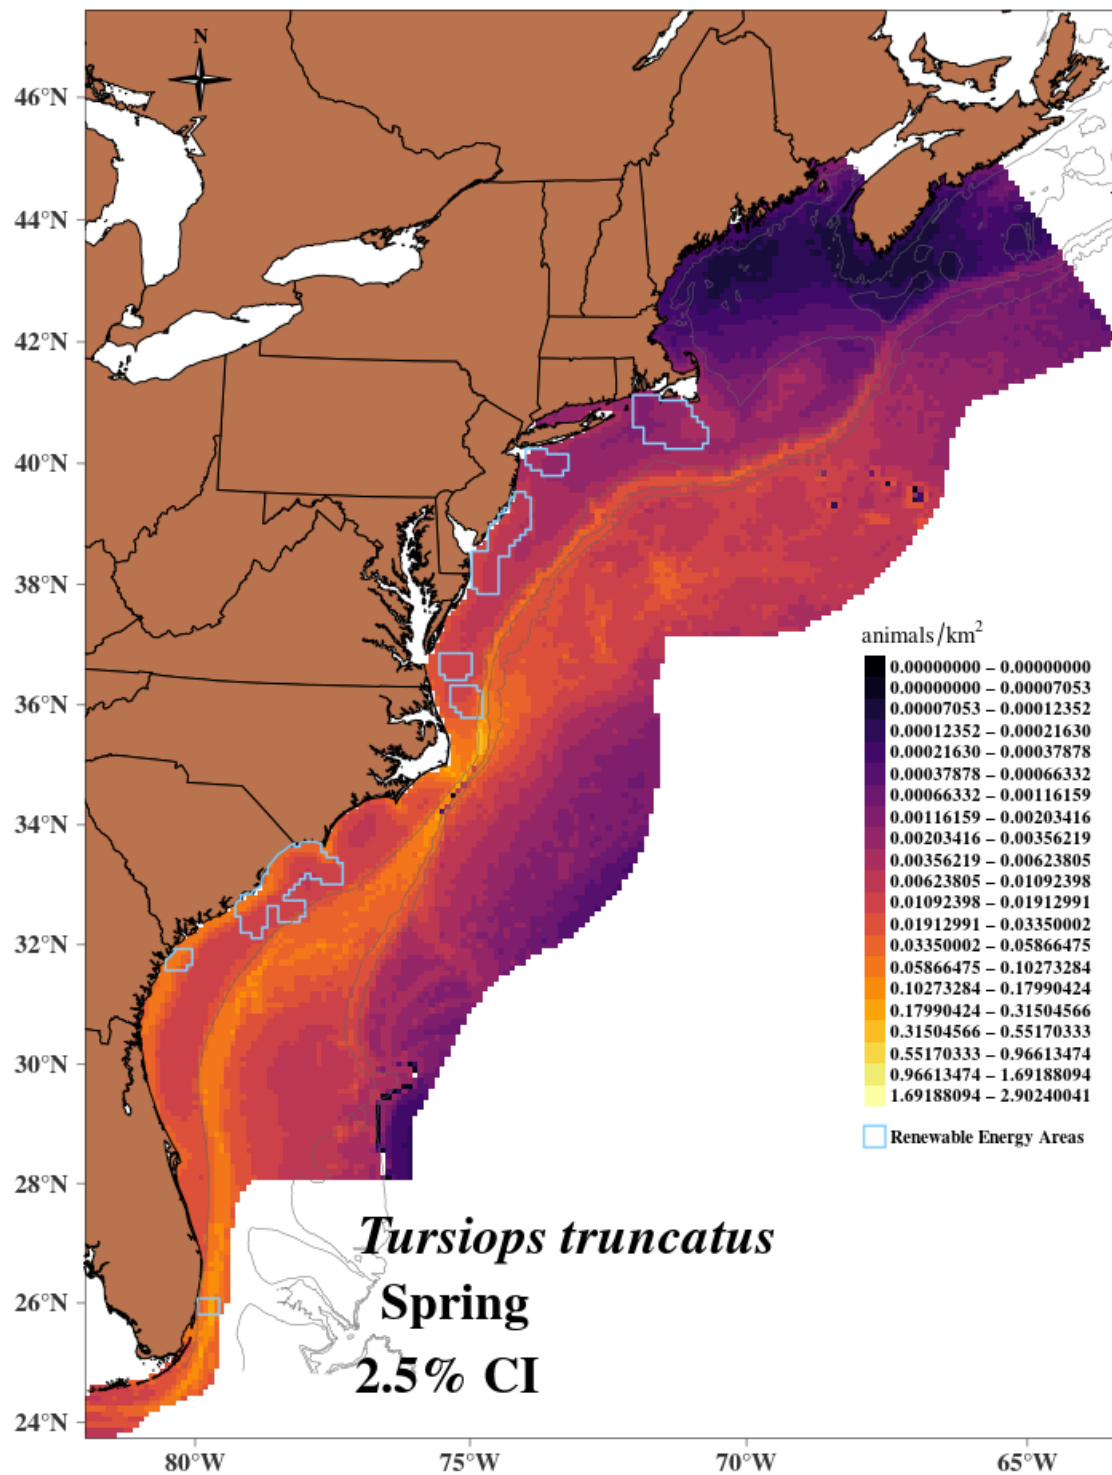 N
46°N
44°N
42°N
40°N
38°N
36°N
34°N
32°N
30°N
28°N
26°N
24°N
80°W
75°W
70°W
65°W
animals/km²
0.00000000 – 0.00000000
0.00000000 – 0.00007053
0.00007053 – 0.00012352
0.00012352 – 0.00021630
0.00021630 – 0.00037878
0.00037878 – 0.00066332
0.00066332 – 0.00116159
0.00116159 – 0.00203416
0.00203416 – 0.00356219
0.00356219 – 0.00623805
0.00623805 – 0.01092398
0.01092398 – 0.01912991
0.01912991 – 0.03350002
0.03350002 – 0.05866475
0.05866475 – 0.10273284
0.10273284 – 0.17990424
0.17990424 – 0.31504566
0.31504566 – 0.55170333
0.55170333 – 0.96613474
0.96613474 – 1.69188094
1.69188094 – 2.90240041
Renewable Energy Areas
Tursiops truncatus
Spring
2.5% CI